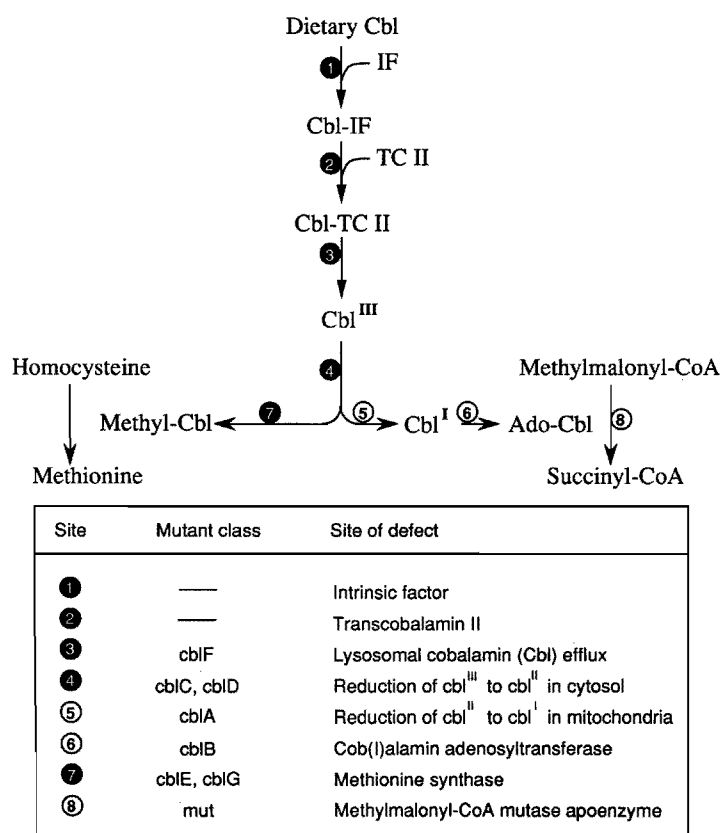 Dietary Cbl
1 IF
Cbl-IF
2 TC II
Cbl-TC II
3
Cbl III
Homocysteine 4 Methylmalonyl-CoA
Methyl-Cbl 7 5 Cbl I 6 Ado-Cbl 8
Methionine Succinyl-CoA
Site Mutant class Site of defect
1 — Intrinsic factor
2 — Transcobalamin II
3 cblF Lysosomal cobalamin (Cbl) efflux
4 cblC, cblD Reduction of cbl III to cbl II in cytosol
5 cblA Reduction of cbl II to cbl I in mitochondria
6 cblB Cob(I)alamin adenosyltransferase
7 cblE, cblG Methionine synthase
8 mut Methylmalonyl-CoA mutase apoenzyme